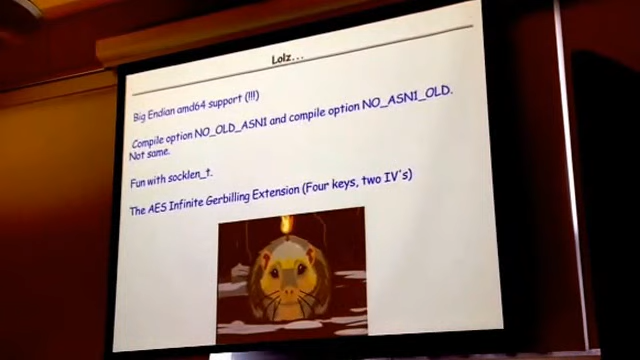 Lolz...
Big Endian amd64 support (!!!)
Compile option NO_OLD_ASN1 and compile option NO_ASN1_OLD.
Not same.
Fun with socklen_t.
The AES Infinite Gerbilling Extension (Four keys, two IV's)